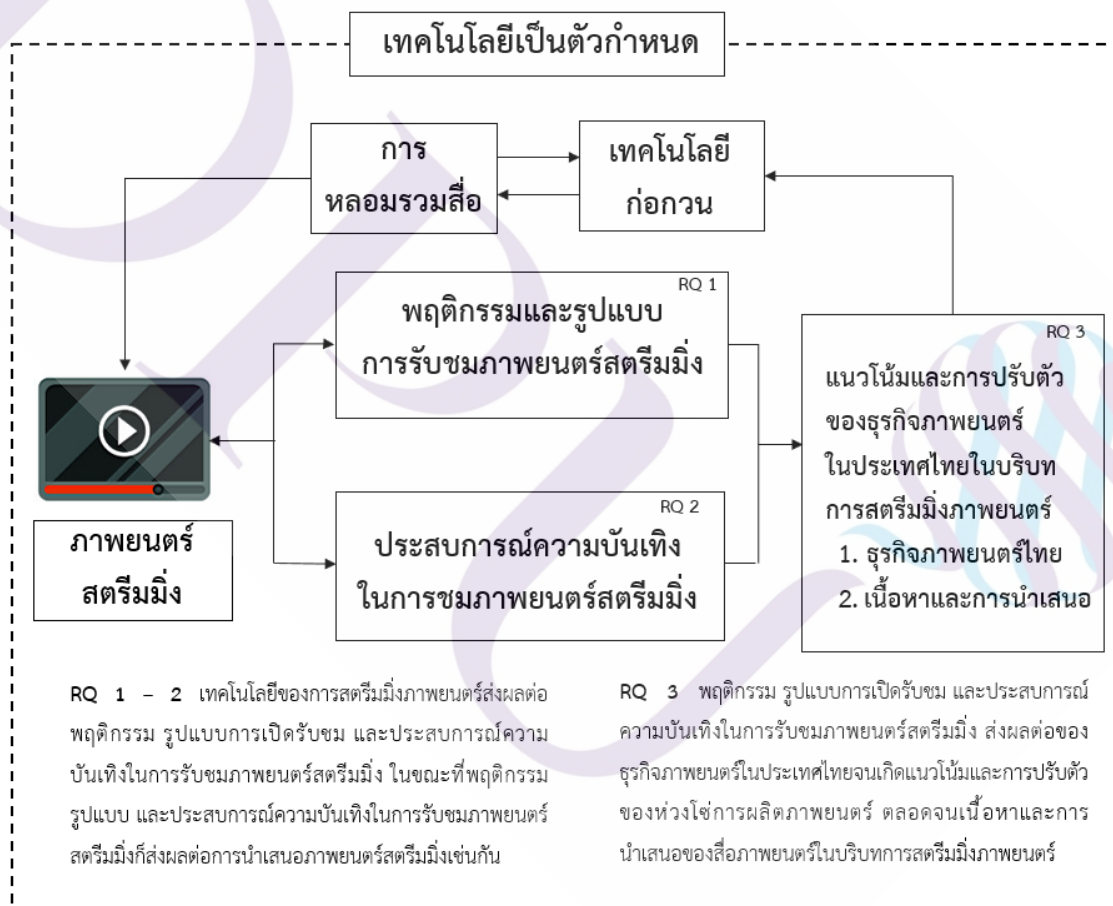 เทคโนโลยีเป็นตัวกำหนด
การ
หลอมรวมสื่อ
เทคโนโลยี
ก่อกวน
RQ 1
พฤติกรรมและรูปแบบ
การรับชมภาพยนตร์สตรีมมิ่ง
RQ 3
แนวโน้มและการปรับตัว
ของธุรกิจภาพยนตร์
ในประเทศไทยในบริบท
การสตรีมมิ่งภาพยนตร์
1. ธุรกิจภาพยนตร์ไทย
2. เนื้อหาและการนำเสนอ
RQ 2
ประสบการณ์ความบันเทิง
ในการชมภาพยนตร์สตรีมมิ่ง
ภาพยนตร์
สตรีมมิ่ง
RQ 1 – 2 เทคโนโลยีของการสตรีมมิ่งภาพยนตร์ส่งผลต่อ
พฤติกรรม รูปแบบการเปิดรับชม และประสบการณ์ความ
บันเทิงในการรับชมภาพยนตร์สตรีมมิ่ง ในขณะที่พฤติกรรม
รูปแบบ และประสบการณ์ความบันเทิงในการรับชมภาพยนตร์
สตรีมมิ่งก็ส่งผลต่อการนำเสนอภาพยนตร์สตรีมมิ่งเช่นกัน
RQ 3 พฤติกรรม รูปแบบการเปิดรับชม และประสบการณ์
ความบันเทิงในการรับชมภาพยนตร์สตรีมมิ่ง ส่งผลต่อของ
ธุรกิจภาพยนตร์ในประเทศไทยจนเกิดแนวโน้มและการปรับตัว
ของห่วงโซ่การผลิตภาพยนตร์ ตลอดจนเนื้อหาและการ
นำเสนอของสื่อภาพยนตร์ในบริบทการสตรีมมิ่งภาพยนตร์